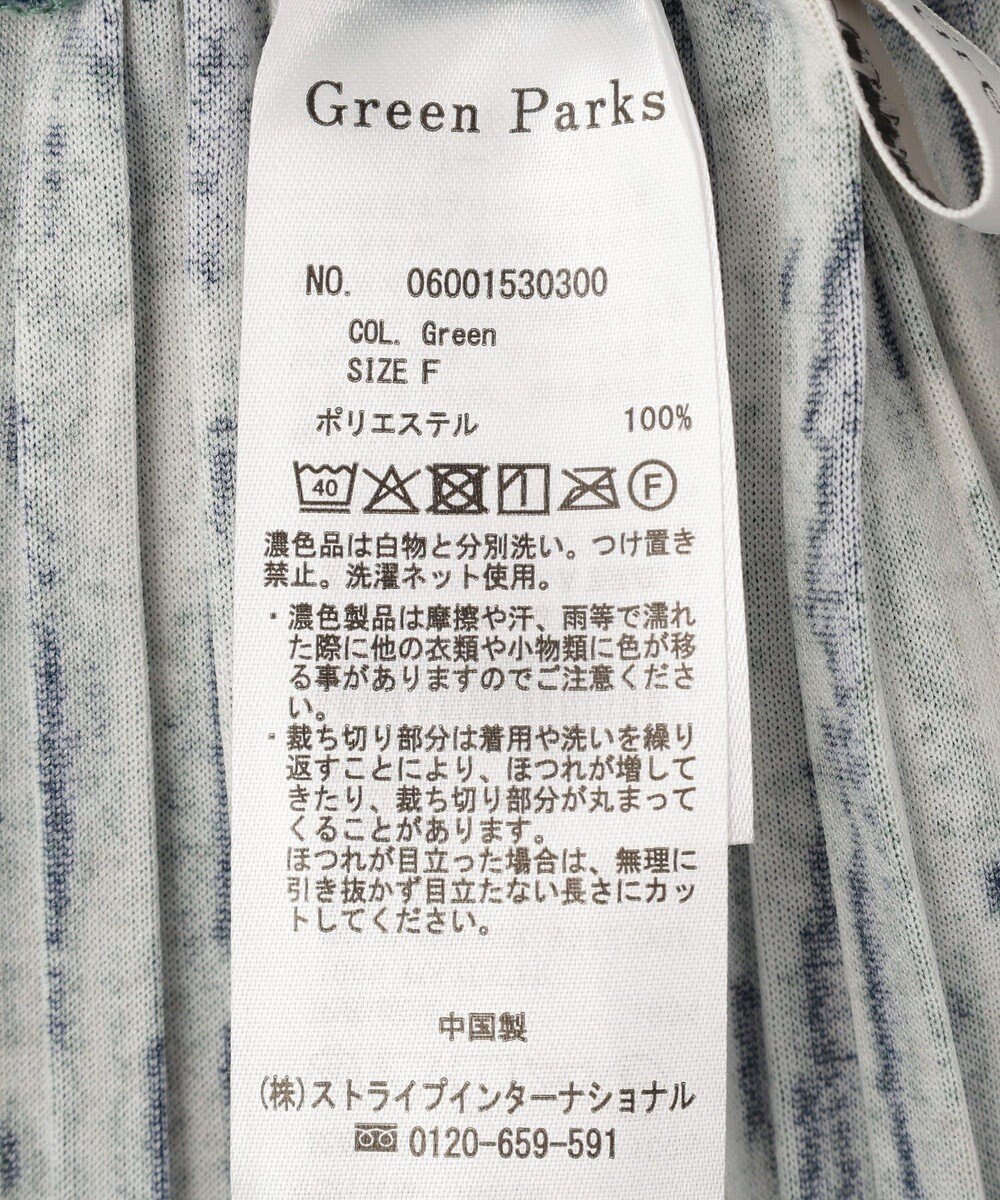 Green Parks
NO. 06001530300
COL. Green
SIZE F
ポリエステル 100%
40 F
濃色品は白物と分別洗い。つけ置き
禁止。洗濯ネット使用。
・濃色製品は摩擦や汗、雨等で濡れ
た際に他の衣類や小物類に色が移
る事がありますのでご注意くださ
い。
・裁ち切り部分は着用や洗いを繰り
返すことにより、ほつれが増して
きたり、裁ち切り部分が丸まって
くることがあります。
ほつれが目立った場合は、無理に
引き抜かず目立たない長さにカッ
トしてください。
中国製
(株)ストライプインターナショナル
0120-659-591